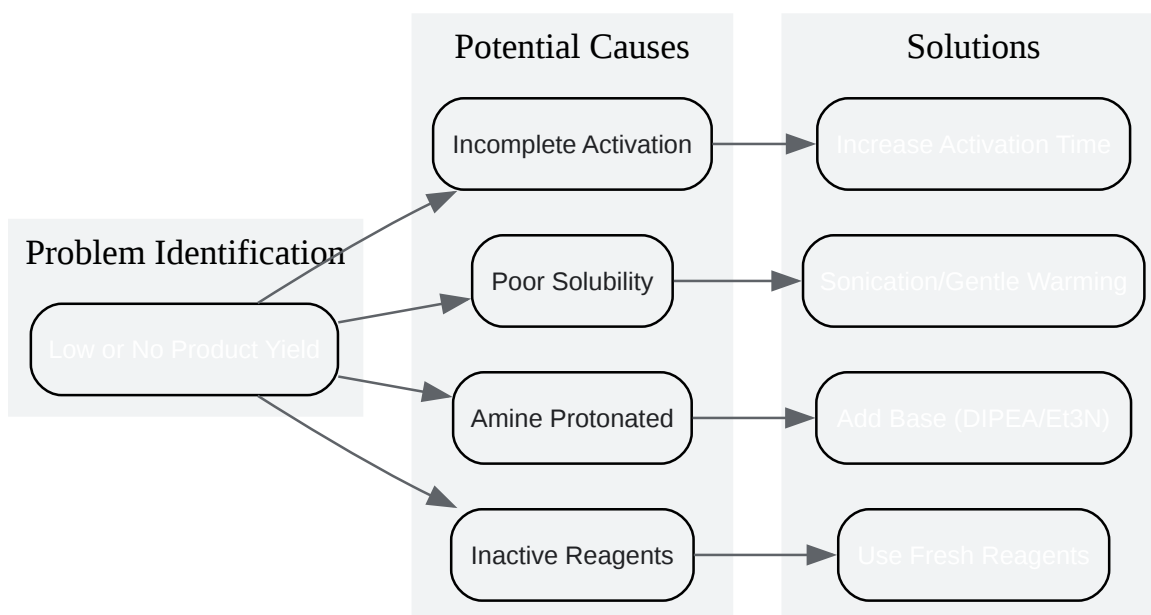 Potential Causes
Solutions
Incomplete Activation
Increase Activation Time
Problem Identification
Poor Solubility
Sonication/Gentle Warming
Low or No Product Yield
Amine Protonated
Add Base (DIPEA/Et3N)
Inactive Reagents
Use Fresh Reagents